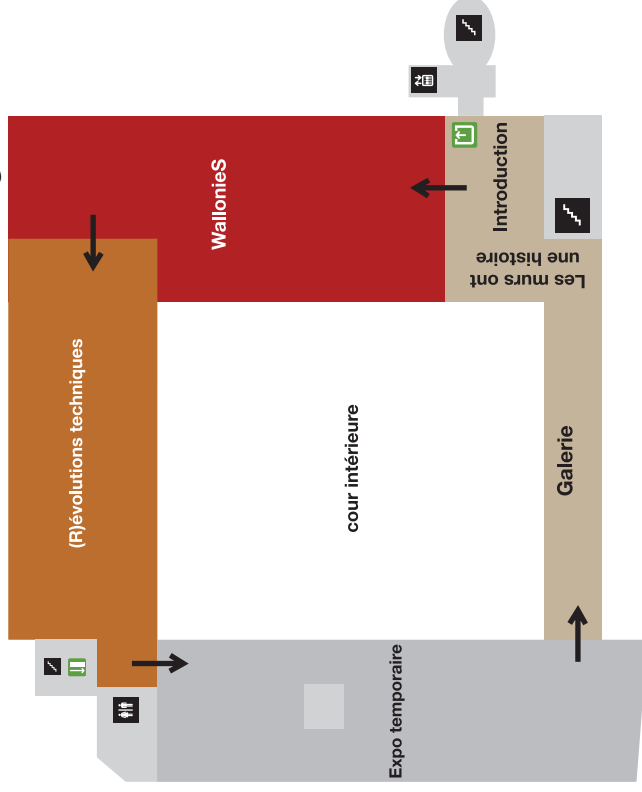 WallonieS
Introduction
Les murs ont
une histoire
(R)évolutions techniques
cour intérieure
Galerie
Expo temporaire